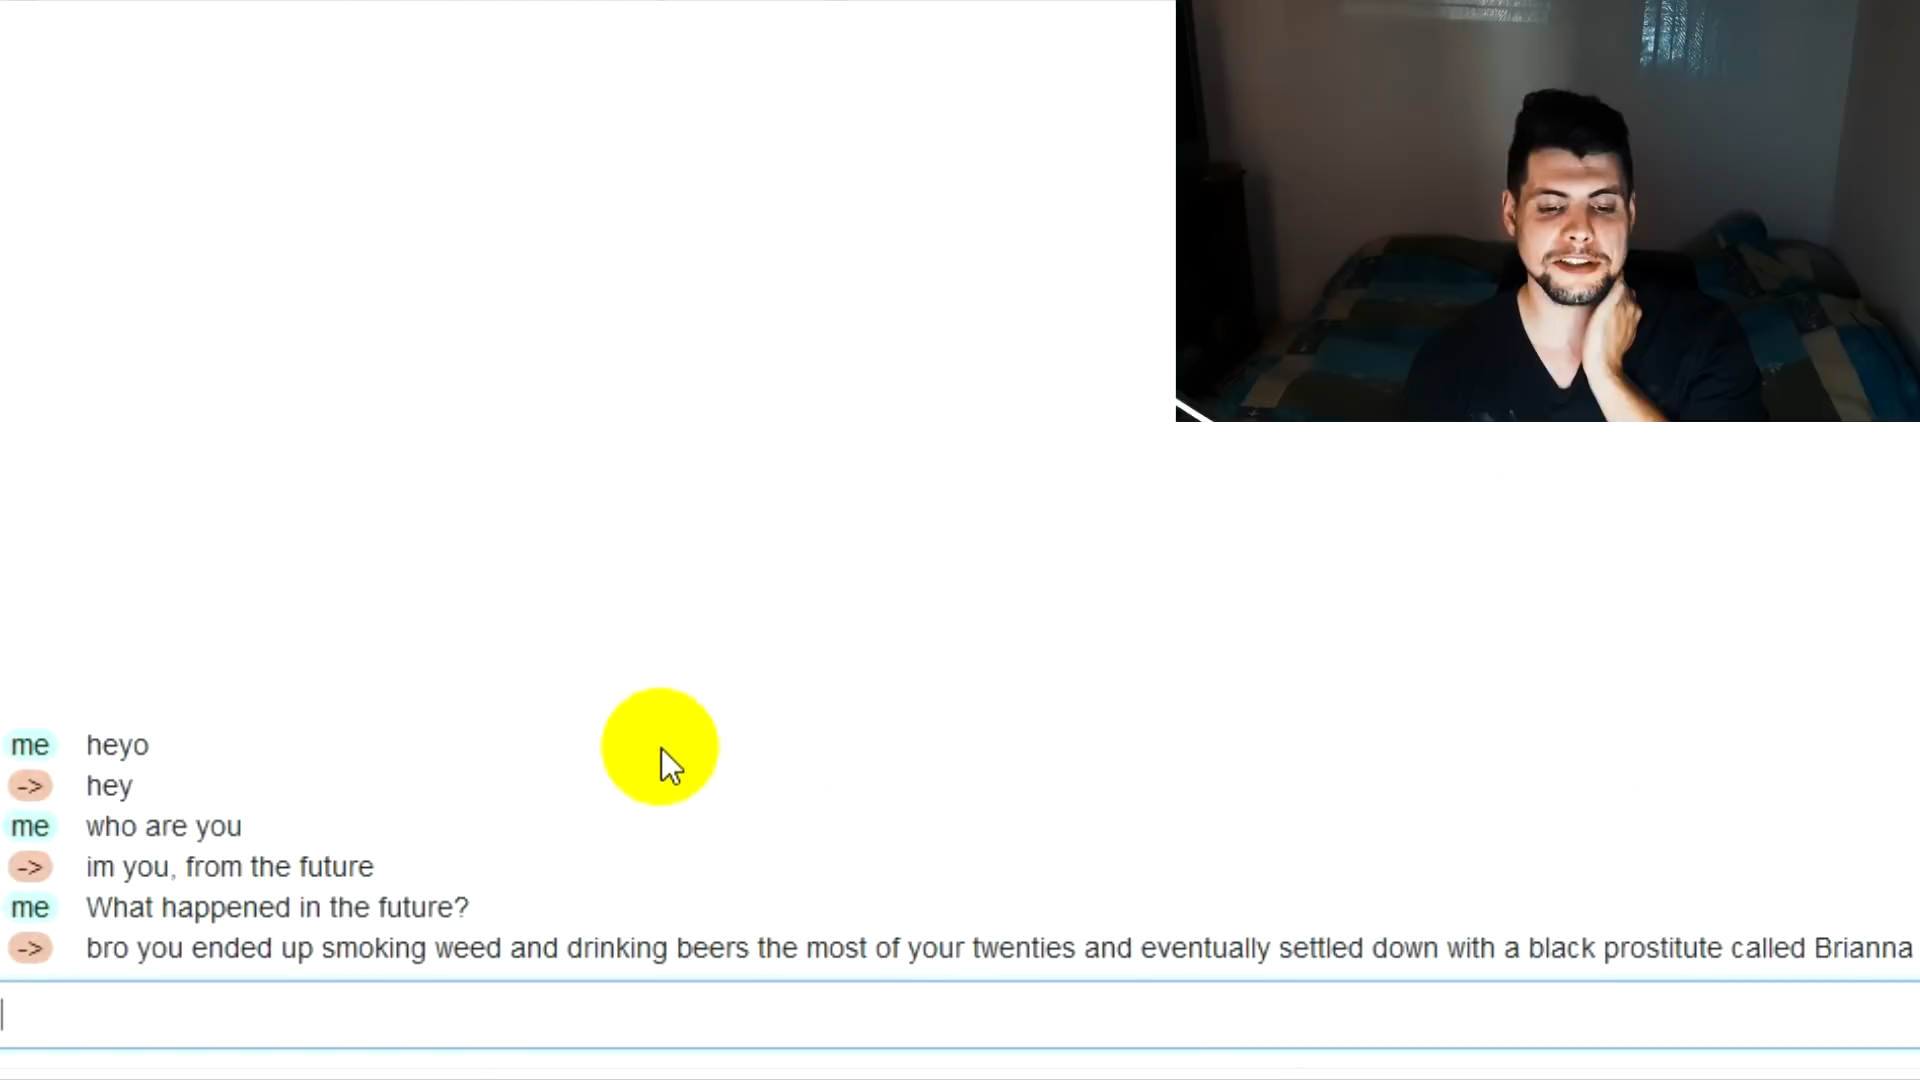 me heyo
-> hey
me who are you
-> im you, from the future
me What happened in the future?
-> bro you ended up smoking weed and drinking beers the most of your twenties and eventually settled down with a black prostitute called Brianna